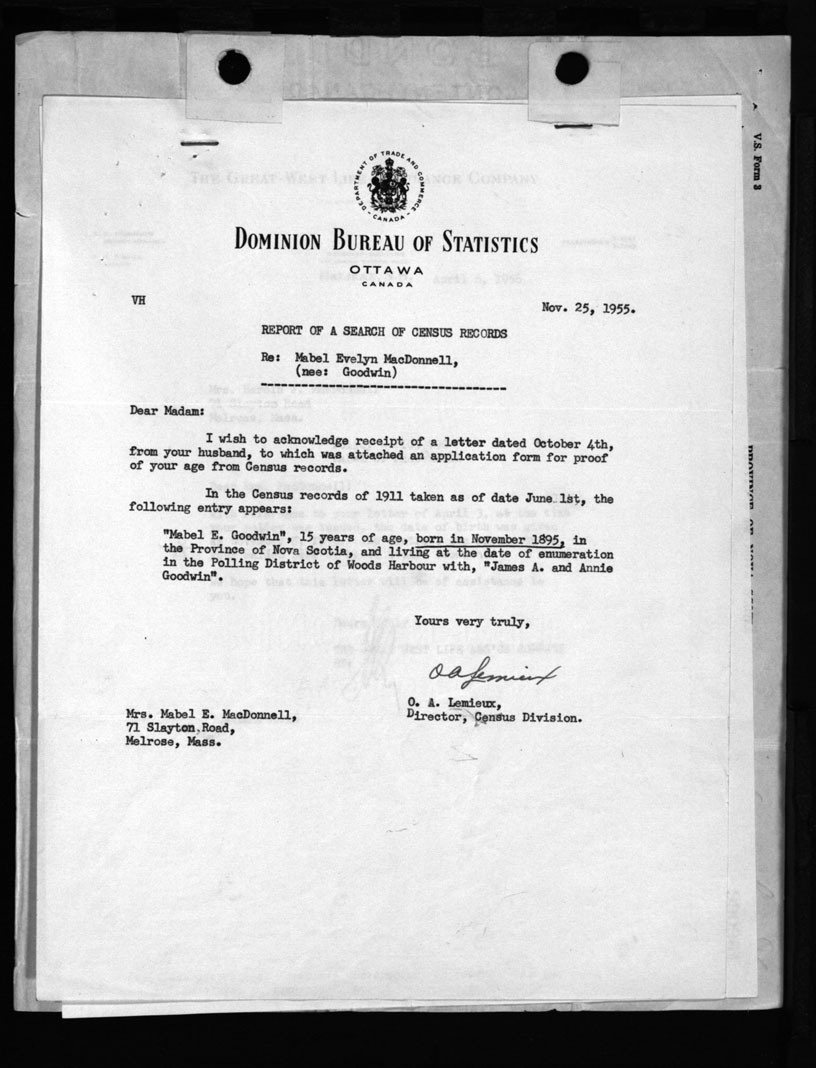 DEPARTMENT OF TRADE AND COMMERCE
- CANADA -
DOMINION BUREAU OF STATISTICS
OTTAWA
CANADA
VH
Nov. 25, 1955.
REPORT OF A SEARCH OF CENSUS RECORDS
Re: Mabel Evelyn MacDonnell,
(nee: Goodwin)
Dear Madam:
I wish to acknowledge receipt of a letter dated October 4th,
from your husband, to which was attached an application form for proof
of your age from Census records.
In the Census records of 1911 taken as of date June 1st, the
following entry appears:
"Mabel E. Goodwin", 15 years of age, born in November 1895, in
the Province of Nova Scotia, and living at the date of enumeration
in the Polling District of Woods Harbour with, "James A. and Annie
Goodwin".
Yours very truly,
O A Lemieux
O. A. Lemieux,
Director, Census Division.
Mrs. Mabel E. MacDonnell,
71 Slayton Road,
Melrose, Mass.
V.S. Form 3